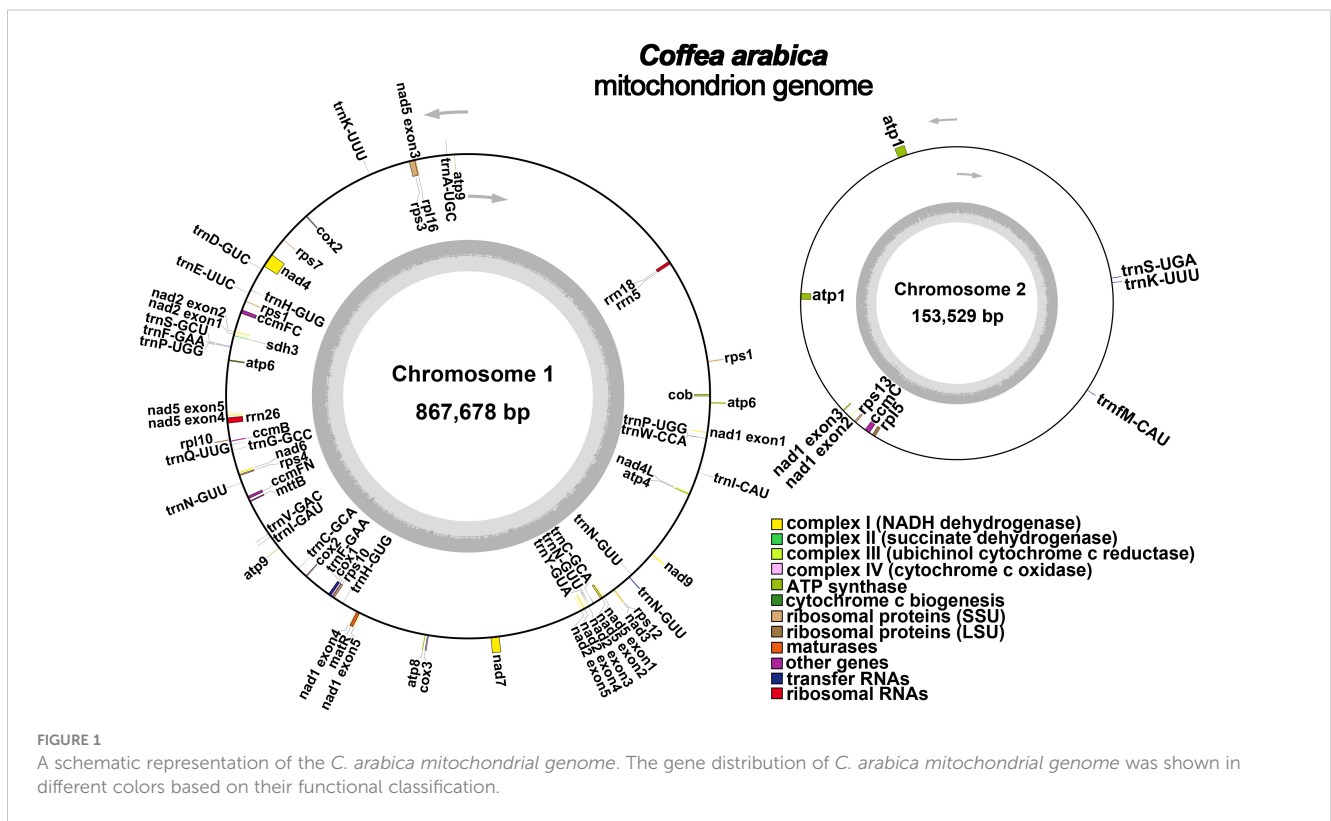 Coffea arabica
mitochondrion genome
nad5 exon3
trnK-UUU
trnA-UGC
atp9
rpl16
rps3
cox2
rps7
nad4
trnD-GUC
trnE-UUC
trnH-GUG
rps1
ccmFC
nad2 exon2
nad2 exon1
trnS-GCU
trnF-GAA
trnP-UGG
sdh3
atp6
nad5 exon5
nad5 exon4
rrn26
ccmB
trnG-GCC
rpl10
trnQ-UUG
nad6
rps4
ccmFN
mttB
trnN-GUU
trnV-GAC
trnI-GAU
atp9
trnC-GCA
cox2
trnF-GAA
cox1
rps10
trnH-GUG
nad1 exon4
matR
nad1 exon5
atp8
cox3
nad7
trnN-GUU
trnC-GCA
trnN-GUU
trnY-GUA
nad5 exon1
nad5 exon2
nad2 exon3
nad2 exon4
nad2 exon5
rps12
nad3
trnN-GUU
nad9
trnI-CAU
nad4L
atp4
trnP-UGG
trnW-CCA
nad1 exon1
cob
atp6
rps1
rrn18
rrn5
Chromosome 1
867,678 bp
atp1
atp1
trnS-UGA
trnK-UUU
trnfM-CAU
rps13
ccmC
rpl5
nad1 exon3
nad1 exon2
Chromosome 2
153,529 bp
complex I (NADH dehydrogenase)
complex II (succinate dehydrogenase)
complex III (ubichinol cytochrome c reductase)
complex IV (cytochrome c oxidase)
ATP synthase
cytochrome c biogenesis
ribosomal proteins (SSU)
ribosomal proteins (LSU)
maturases
other genes
transfer RNAs
ribosomal RNAs
FIGURE 1
A schematic representation of the C. arabica mitochondrial genome. The gene distribution of C. arabica mitochondrial genome was shown in
different colors based on their functional classification.